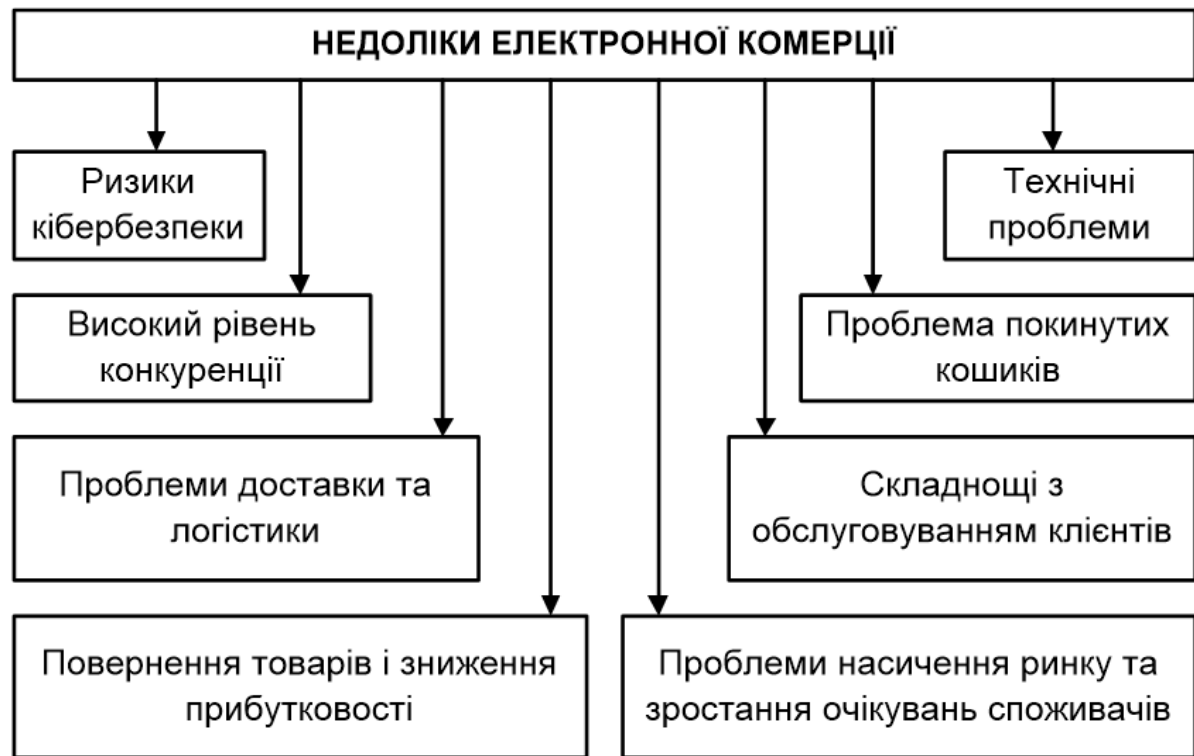 НЕДОЛІКИ ЕЛЕКТРОННОЇ КОМЕРЦІЇ
Ризики
кібербезпеки
Технічні
проблеми
Високий рівень
конкуренції
Проблема покинутих
кошиків
Проблеми доставки та
логістики
Складнощі з
обслуговуванням клієнтів
Повернення товарів і зниження
прибутковості
Проблеми насичення ринку та
зростання очікувань споживачів